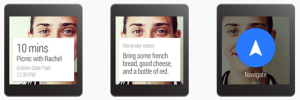 10 mins
Picnic with Rachel
Golden Gate Park
12:30 PM
Reminder notes:
Bring some french
bread, good cheese,
and a bottle of red.
Navigate